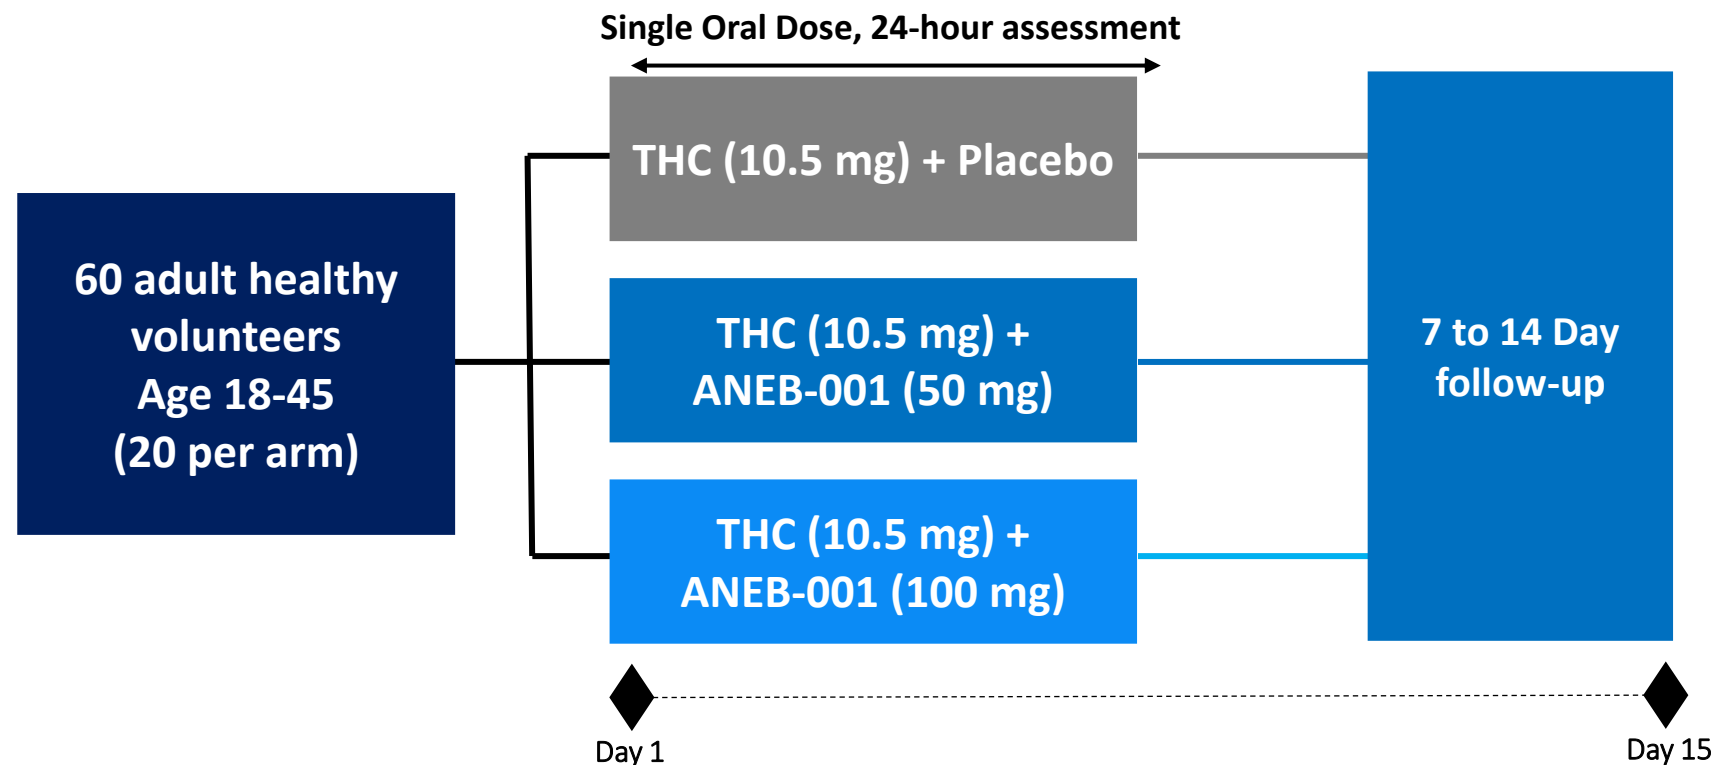 Single Oral Dose, 24-hour assessment
60 adult healthy
volunteers
Age 18-45
(20 per arm)
THC (10.5 mg) + Placebo
THC (10.5 mg) +
ANEB-001 (50 mg)
THC (10.5 mg) +
ANEB-001 (100 mg)
7 to 14 Day
follow-up
Day 1
Day 15